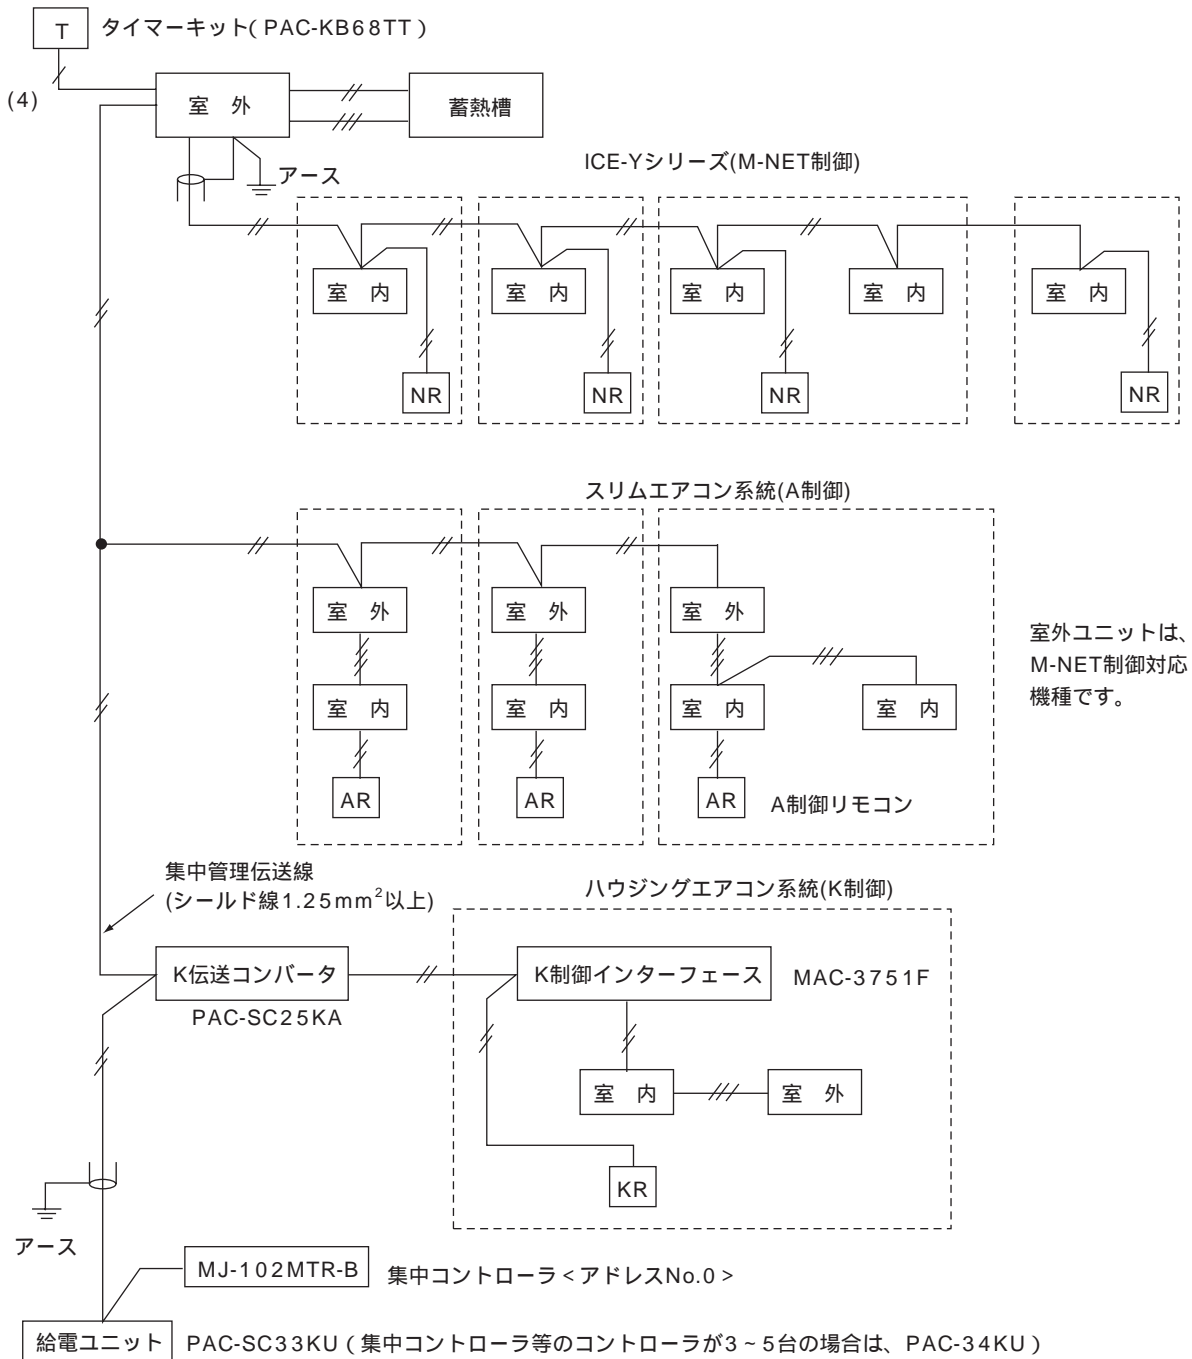 T タイマーキット( PAC-KB68TT )
(4)
室 外
蓄熱槽
アース
ICE-Yシリーズ(M-NET制御)
室 内
室 内
室 内
室 内
室 内
NR
NR
NR
NR
スリムエアコン系統(A制御)
室 外
室 外
室 外
室 内
室 内
室 内
室 内
AR
AR
AR
A制御リモコン
室外ユニットは、
M-NET制御対応
機種です。
集中管理伝送線
(シールド線1.25mm²以上)
ハウジングエアコン系統(K制御)
K伝送コンバータ
PAC-SC25KA
K制御インターフェース
MAC-3751F
室 内
室 外
KR
アース
MJ-102MTR-B 集中コントローラ<アドレスNo.0>
給電ユニット PAC-SC33KU(集中コントローラ等のコントローラが3~5台の場合は、PAC-34KU)